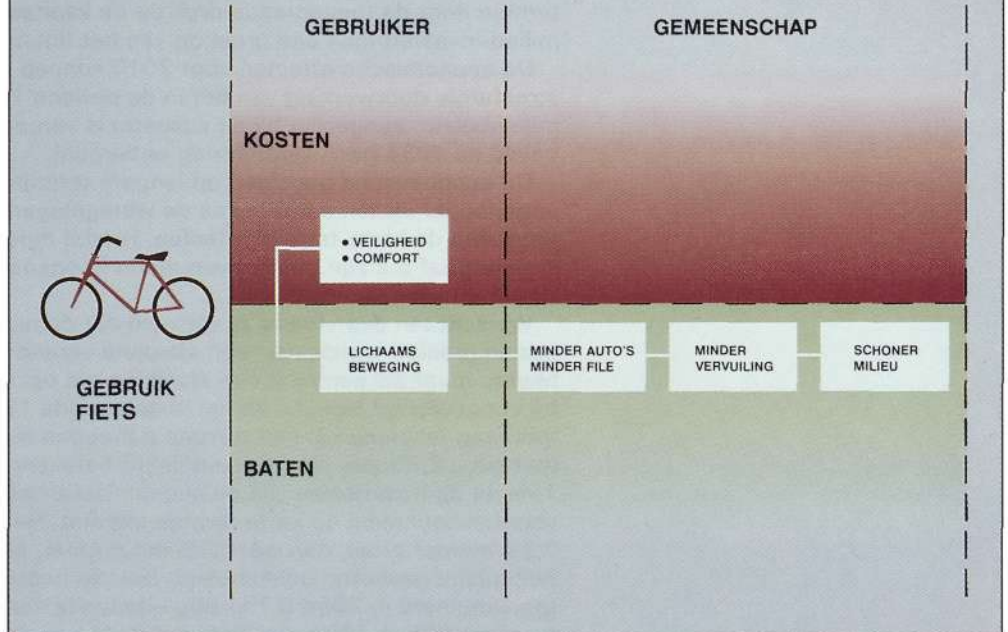 GEBRUIKER
GEMEENSCHAP
KOSTEN
• VEILIGHEID
• COMFORT
GEBRUIK
FIETS
LICHAAMS
BEWEGING
MINDER AUTO'S
MINDER FILE
MINDER
VERVUILING
SCHONER
MILIEU
BATEN